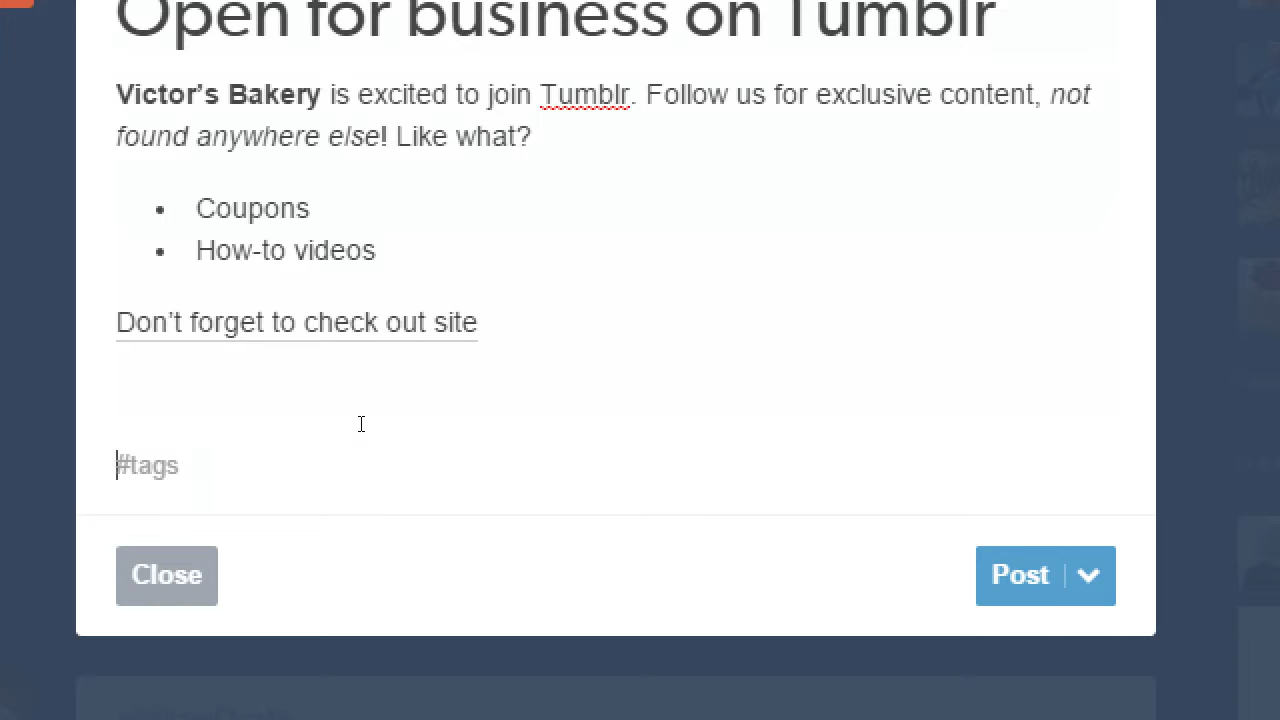 Open for business on Tumblr
Victor’s Bakery is excited to join Tumblr. Follow us for exclusive content, not
found anywhere else! Like what?
• Coupons
• How-to videos
Don’t forget to check out site
#tags
Close
Post